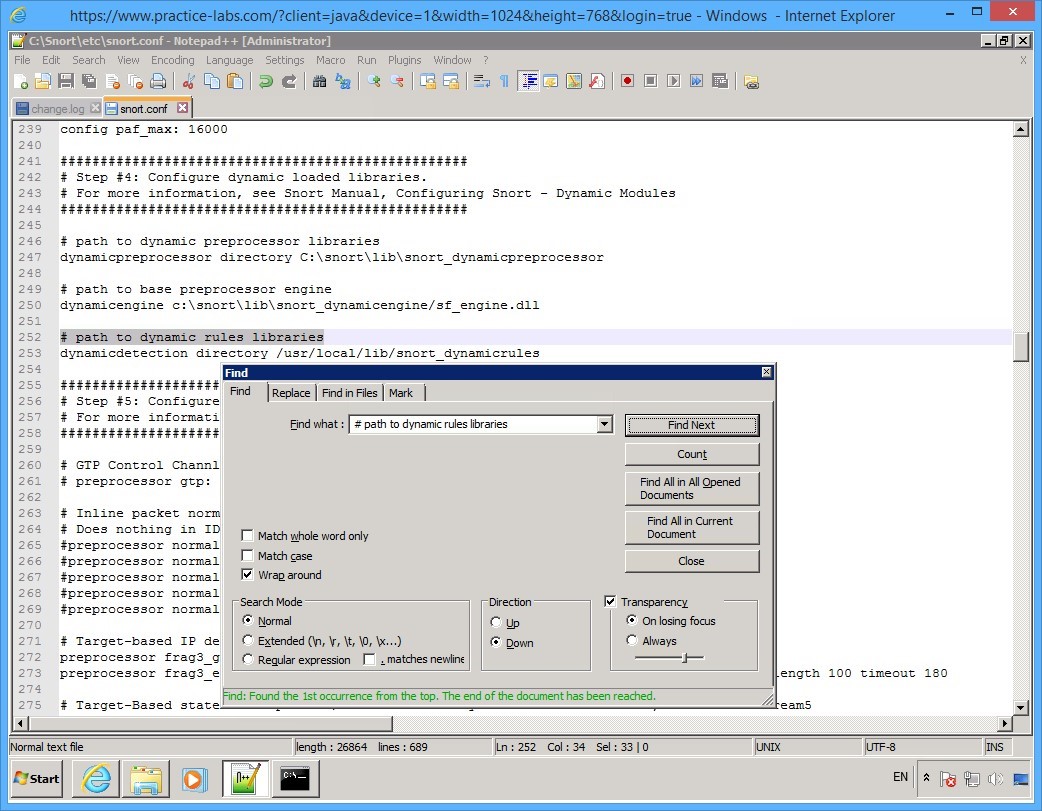 https://www.practice-labs.com/?client=java&device=1&width=1024&height=768&login=true - Windows - Internet Explorer
C:\Snort\etc\snort.conf - Notepad++ [Administrator]
File Edit Search View Encoding Language Settings Macro Run Plugins Window ? X
change.log snort.conf
239 config paf_max: 16000
240
241 ###################################################
242 # Step #4: Configure dynamic loaded libraries.
243 # For more information, see Snort Manual, Configuring Snort - Dynamic Modules
244 ###################################################
245
246 # path to dynamic preprocessor libraries
247 dynamicpreprocessor directory C:\snort\lib\snort_dynamicpreprocessor
248
249 # path to base preprocessor engine
250 dynamicengine c:\snort\lib\snort_dynamicengine/sf_engine.dll
251
252 # path to dynamic rules libraries
253 dynamicdetection directory /usr/local/lib/snort_dynamicrules
254
255 ####################
256 # Step #5: Configure
257 # For more informati
258 ####################
259
260 # GTP Control Channl
261 # preprocessor gtp:
262
263 # Inline packet norm
264 # Does nothing in ID
265 #preprocessor normal
266 #preprocessor normal
267 #preprocessor normal
268 #preprocessor normal
269 #preprocessor normal
270
271 # Target-based IP de
272 preprocessor frag3_g
273 preprocessor frag3_e ength 100 timeout 180
274
275 # Target-Based state ream5
Find
Find Replace Find in Files Mark
Find what : # path to dynamic rules libraries
Find Next
Count
Find All in All Opened
Documents
Find All in Current
Document
Close
Match whole word only
Match case
Wrap around
Search Mode
Normal
Extended (\n, \r, \t, \0, \x...)
Regular expression . matches newline
Direction
Up
Down
Transparency
On losing focus
Always
Find: Found the 1st occurrence from the top. The end of the document has been reached.
Normal text file length : 26864 lines : 689 Ln : 252 Col : 34 Sel : 33 | 0 UNIX UTF-8 INS
Start EN